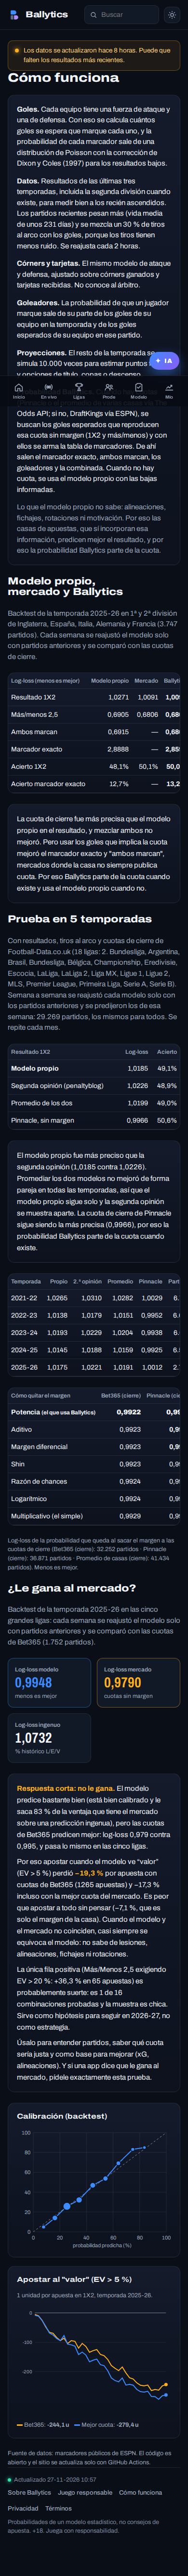 Ballytics
Buscar
Los datos se actualizaron hace 8 horas. Puede que
falten los resultados más recientes.
Cómo funciona
Goles. Cada equipo tiene una fuerza de ataque y
una de defensa. Con eso se calcula cuántos
goles se espera que marque cada uno, y la
probabilidad de cada marcador sale de una
distribución de Poisson con la corrección de
Dixon y Coles (1997) para los resultados bajos.
Datos. Resultados de las últimas tres
temporadas, incluida la segunda división cuando
existe, para medir bien a los recién ascendidos.
Los partidos recientes pesan más (vida media
de unos 231 días) y se mezcla un 30 % de tiros
al arco con los goles, porque los tiros tienen
menos ruido. Se reajusta cada 2 horas.
Córners y tarjetas. El mismo modelo de ataque
y defensa, ajustado sobre córners ganados y
tarjetas recibidas. No conoce al árbitro.
Goleadores. La probabilidad de que un jugador
marque sale de su parte de los goles de su
equipo en la temporada y de los goles
esperados de su equipo en ese partido.
Proyecciones. El resto de la temporada se
simula 10.000 veces para estimar puntos
IA
Inicio
En vivo
Ligas
Prode
Modelo
Mío
Odds API; si no, DraftKings vía ESPN), se
buscan los goles esperados que reproducen su
cuota sin margen (1X2 y más/menos) y con
ellos se arma la tabla de marcadores. De ahí
salen el marcador exacto, ambos marcan, los
goleadores y la combinada. Cuando no hay
cuota, se usa el modelo propio con las bajas
informadas.
Lo que el modelo propio no sabe: alineaciones,
fichajes, rotaciones ni motivación. Por eso las
casas de apuestas, que sí incorporan esa
información, predicen mejor el resultado, y por
eso la probabilidad Ballytics parte de la cuota.
Modelo propio,
mercado y Ballytics
Backtest de la temporada 2025-26 en 1ª y 2ª división
de Inglaterra, España, Italia, Alemania y Francia (3.747
partidos). Cada semana se reajustó el modelo solo
con partidos anteriores y se comparó con las cuotas
de cierre.
Log-loss (menos es mejor) Modelo propio Mercado
Resultado 1X2 1,0271 1,0091
Más/menos 2,5 0,6905 0,6806
Ambos marcan 0,6915 —
Marcador exacto 2,8888 —
Acierto 1X2 48,1% 50,1%
Acierto marcador exacto 12,7% —
La cuota de cierre fue más precisa que el modelo
propio en el resultado, y mezclar ambos no
mejoró. Pero usar los goles que implica la cuota
mejoró el marcador exacto y "ambos marcan",
mercados donde la casa no siempre publica
cuota. Por eso Ballytics parte de la cuota cuando
existe y usa el modelo propio cuando no.
Prueba en 5 temporadas
Con resultados, tiros al arco y cuotas de cierre de
Football-Data.co.uk (18 ligas: 2. Bundesliga, Argentina,
Brasil, Bundesliga, Bélgica, Championship, Eredivisie,
Escocia, LaLiga, LaLiga 2, Liga MX, Ligue 1, Ligue 2,
MLS, Premier League, Primeira Liga, Serie A, Serie B).
Semana a semana se reajustó cada modelo solo con
los partidos anteriores y se predijeron los de esa
semana: 29.269 partidos, los mismos para todos. Se
repite cada mes.
Resultado 1X2 Log-loss Acierto
Modelo propio 1,0185 49,1%
Segunda opinión (penaltyblog) 1,0226 48,9%
Promedio de los dos 1,0199 49,0%
Pinnacle, sin margen 0,9966 50,6%
El modelo propio fue más preciso que la
segunda opinión (1,0185 contra 1,0226).
Promediar los dos modelos no mejoró de forma
pareja en todas las temporadas, así que el
modelo propio sigue solo y la segunda opinión
se muestra aparte. La cuota de cierre de Pinnacle
sigue siendo la más precisa (0,9966), por eso la
probabilidad Ballytics parte de ella cuando
existe.
Temporada Propio 2.ª opinión Promedio Pinnacle
2021-22 1,0265 1,0310 1,0282 1,0029
2022-23 1,0138 1,0179 1,0151 0,9952
2023-24 1,0193 1,0229 1,0204 0,9938
2024-25 1,0145 1,0188 1,0159 0,9925
2025-26 1,0175 1,0221 1,0191 1,0012
Cómo quitar el margen Bet365 (cierre)
Potencia (el que usa Ballytics) 0,9922
Aditivo 0,9923
Margen diferencial 0,9923
Shin 0,9923
Razón de chances 0,9924
Logarítmico 0,9924
Multiplicativo (el simple) 0,9929
Log-loss de la probabilidad que queda al sacar el margen a las
cuotas de cierre (Bet365 (cierre): 32.252 partidos · Pinnacle
(cierre): 38.871 partidos · Promedio de casas (cierre): 41.434
partidos). Menos es mejor.
¿Le gana al mercado?
Backtest de la temporada 2025-26 en las cinco
grandes ligas: cada semana se reajustó el modelo solo
con partidos anteriores y se comparó con las cuotas
de Bet365 (1.752 partidos).
Log-loss modelo
0,9948
menos es mejor
Log-loss mercado
0,9790
cuotas sin margen
Log-loss ingenuo
1,0732
% histórico L/E/V
Respuesta corta: no le gana. El modelo
predice bastante bien (está bien calibrado y le
saca 83 % de la ventaja que tiene el mercado
sobre una predicción ingenua), pero las cuotas
de Bet365 predicen mejor: log-loss 0,979 contra
0,995, y pasa lo mismo en las cinco ligas.
Por eso apostar cuando el modelo ve "valor"
(EV > 5 %) perdió −19,3 % por apuesta con
cuotas de Bet365 (1265 apuestas) y −17,3 %
incluso con la mejor cuota del mercado. Es peor
que apostar a todo sin pensar (−7,1 %, que es
solo el margen de la casa). Cuando el modelo y
el mercado no coinciden, casi siempre se
equivoca el modelo: no sabe de lesiones,
alineaciones, fichajes ni rotaciones.
La única fila positiva (Más/Menos 2,5 exigiendo
EV > 20 %: +36,3 % en 65 apuestas) es
probablemente suerte: es 1 de 16
combinaciones probadas y la muestra es chica.
Sirve como hipótesis para seguir en 2026-27, no
como estrategia.
Úsalo para entender partidos, saber qué cuota
sería justa y como base para mejorar (xG,
alineaciones). Y si una app dice que le gana al
mercado, pídele exactamente esta prueba.
Calibración (backtest)
100
80
60
40
20
0
0 20 40 60 80 100
probabilidad predicha (%)
Apostar al "valor" (EV > 5 %)
1 unidad por apuesta en 1X2, temporada 2025-26.
0
-100
-200
Bet365: -244,1 u Mejor cuota: -279,4 u
Fuente de datos: marcadores públicos de ESPN. El código es
abierto y el sitio se actualiza solo con GitHub Actions.
Actualizado 27-11-2026 10:57
Sobre Ballytics Juego responsable Cómo funciona
Privacidad Términos
Probabilidades de un modelo estadístico, no consejos de
apuesta. +18. Juega con responsabilidad.